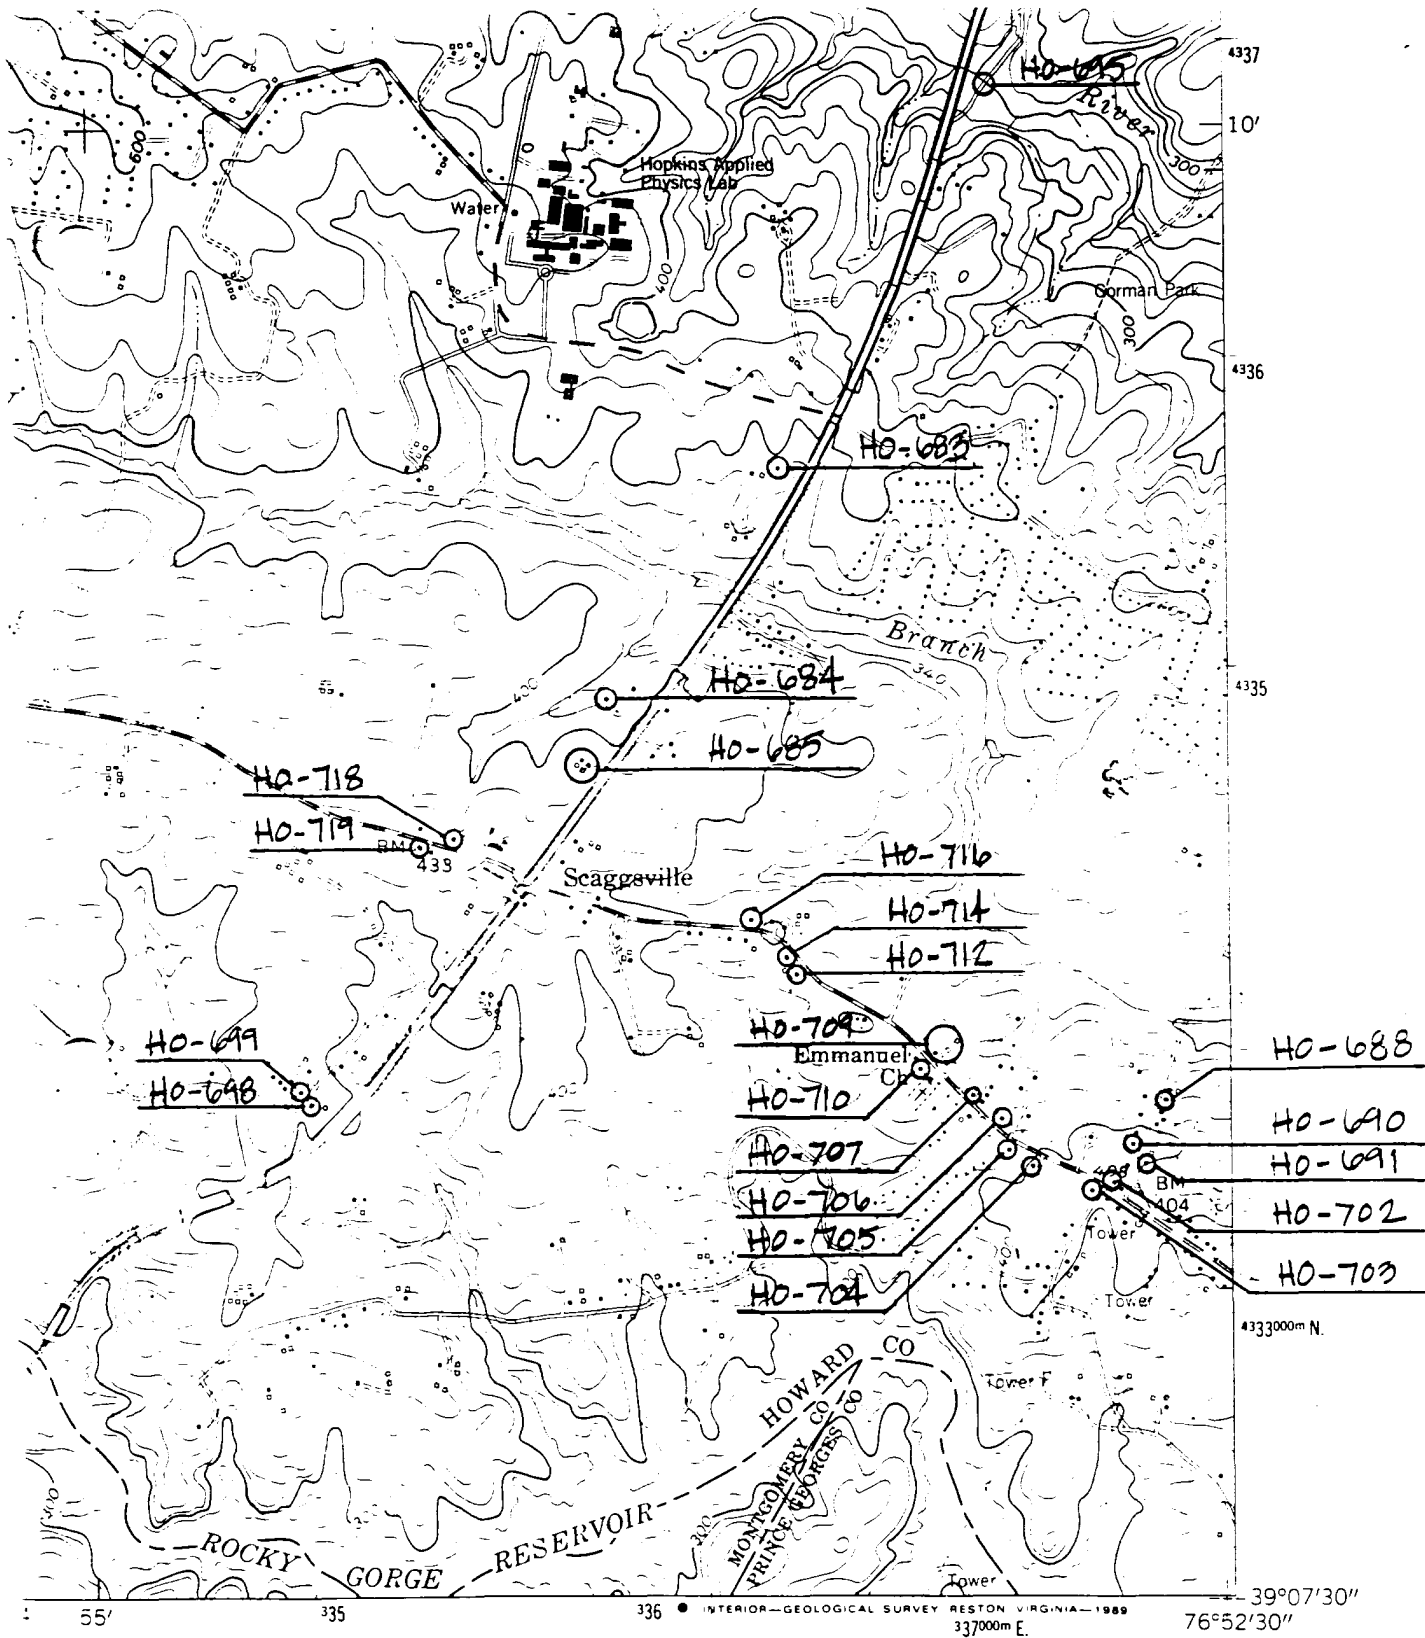 4337
HO-695
River
10'
600
300
Hopkins Applied
Physics Lab
Water
400
Gorman Park
300
4336
HO-683
Branch
340
400
HO-684
4335
HO-685
HO-718
HO-719
BM
433
HO-716
Scaggsville
HO-714
HO-712
HO-709
HO-699
Emmanuel
Ch
HO-688
HO-698
HO-710
HO-690
HO-707
HO-691
BM
404
HO-706
HO-702
HO-705
Tower
401
HO-703
HO-704
Tower
4333000m N.
HOWARD CO
Tower
MONTGOMERY CO
PRINCE GEORGES CO
300
ROCKY GORGE RESERVOIR
Tower
39°07'30"
55'
335
336
INTERIOR—GEOLOGICAL SURVEY RESTON VIRGINIA—1989
76°52'30"
337000m E.